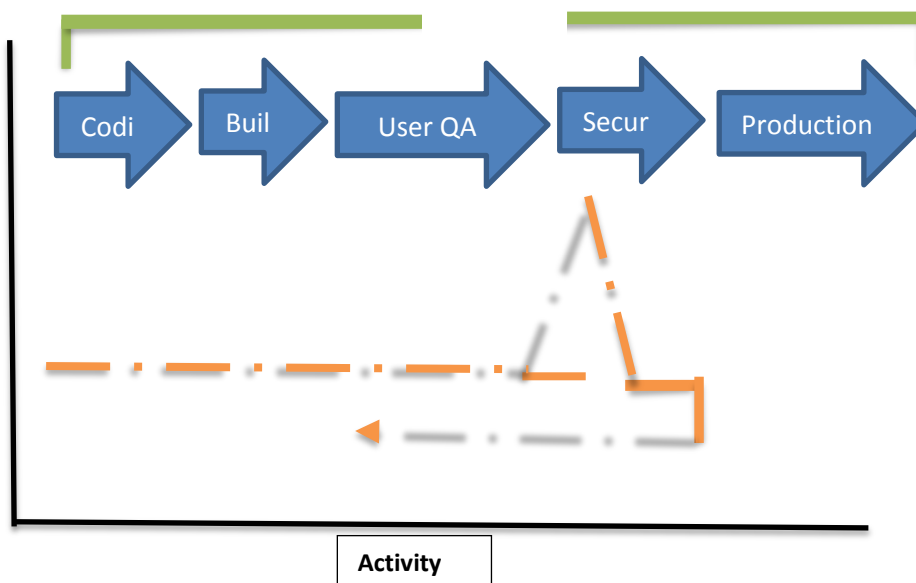 Codi
Buil
User QA
Secur
Production
Activity